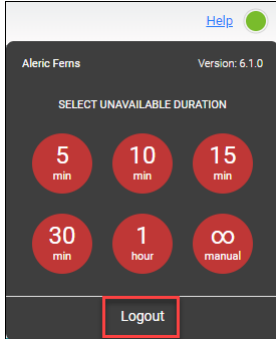 Help
Aleric Ferns Version: 6.1.0
SELECT UNAVAILABLE DURATION
5 10 15
min min min
30 1 ∞
min hour manual
Logout